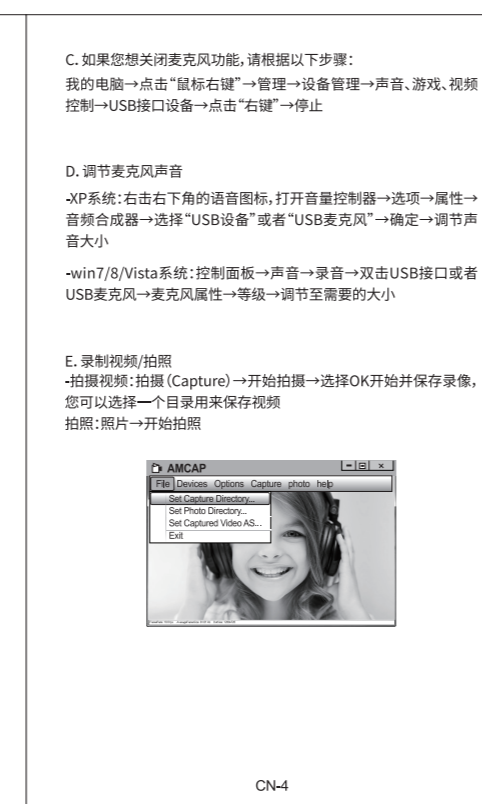 C. 如果您想关闭麦克风功能,请根据以下步骤:
我的电脑→点击“鼠标右键”→管理→设备管理→声音、游戏、视频
控制→USB接口设备→点击“右键”→停止
D. 调节麦克风声音
-XP系统:右击右下角的语音图标,打开音量控制器→选项→属性→
音频合成器→选择“USB设备”或者“USB麦克风”→确定→调节声
音大小
-win7/8/Vista系统:控制面板→声音→录音→双击USB接口或者
USB麦克风→麦克风属性→等级→调节至需要的大小
E. 录制视频/拍照
-拍摄视频:拍摄(Capture)→开始拍摄→选择OK开始并保存录像,
您可以选择一个目录用来保存视频
拍照:照片→开始拍照
AMCAP
File Devices Options Capture photo help
Set Capture Directory...
Set Photo Directory...
Set Captured Video AS...
Exit
CN-4